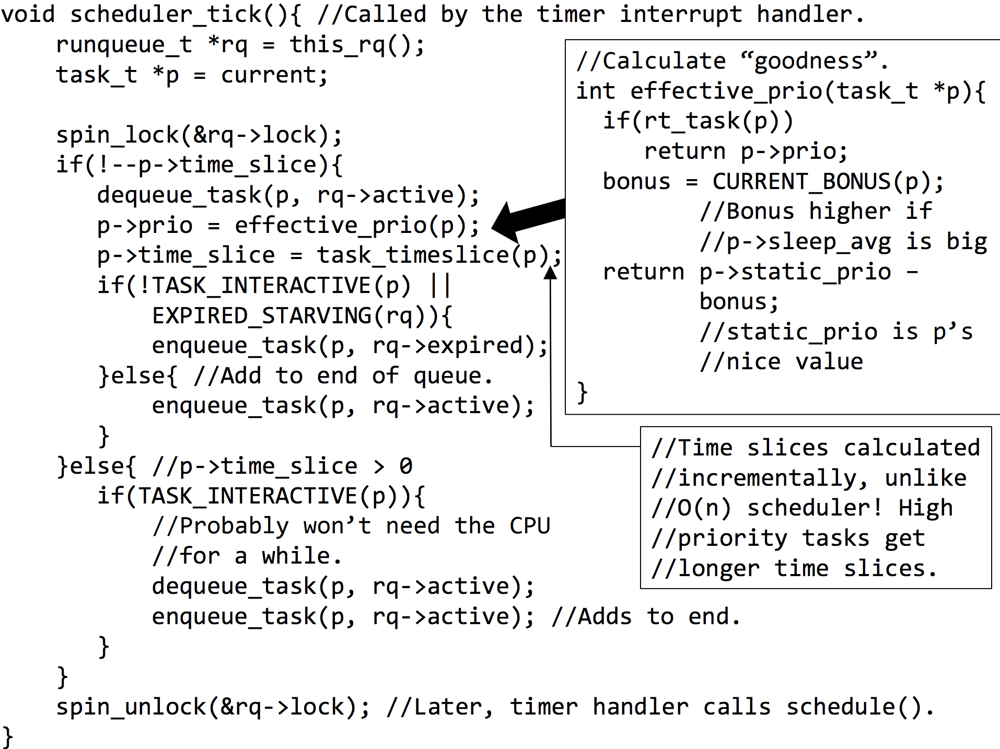 void scheduler_tick(){ //Called by the timer interrupt handler.
    runqueue_t *rq = this_rq();
    task_t *p = current;

    spin_lock(&rq->lock);
    if(!--p->time_slice){
       dequeue_task(p, rq->active);
       p->prio = effective_prio(p);
       p->time_slice = task_timeslice(p);
       if(!TASK_INTERACTIVE(p) ||
           EXPIRED_STARVING(rq)){
           enqueue_task(p, rq->expired);
       }else{ //Add to end of queue.
           enqueue_task(p, rq->active);
       }
    }else{ //p->time_slice > 0
       if(TASK_INTERACTIVE(p)){
           //Probably won’t need the CPU
           //for a while.
           dequeue_task(p, rq->active);
           enqueue_task(p, rq->active); //Adds to end.
       }
    }
    spin_unlock(&rq->lock); //Later, timer handler calls schedule().
}
//Calculate “goodness”.
int effective_prio(task_t *p){
  if(rt_task(p))
     return p->prio;
  bonus = CURRENT_BONUS(p);
         //Bonus higher if
         //p->sleep_avg is big
  return p->static_prio –
         bonus;
         //static_prio is p’s
         //nice value
}
//Time slices calculated
//incrementally, unlike
//O(n) scheduler! High
//priority tasks get
//longer time slices.